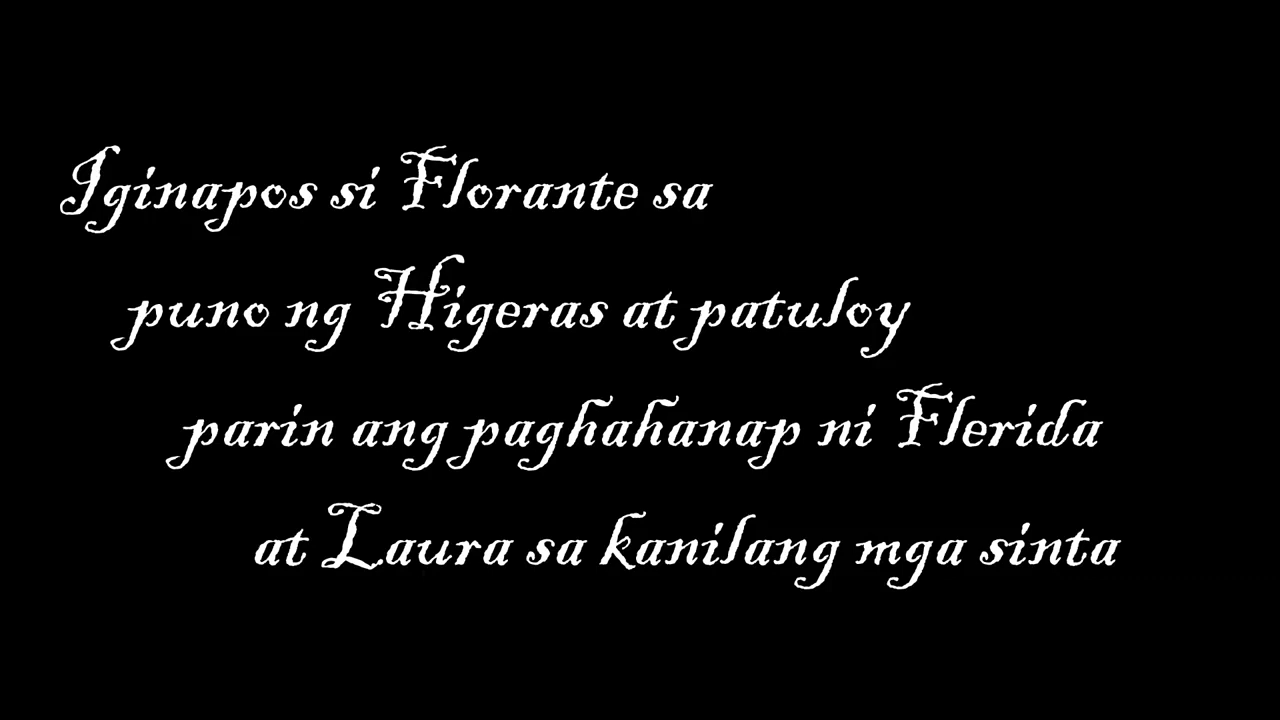 Iginapos si Florante sa
puno ng Higeras at patuloy
parin ang paghahanap ni Flerida
at Laura sa kanilang mga sinta